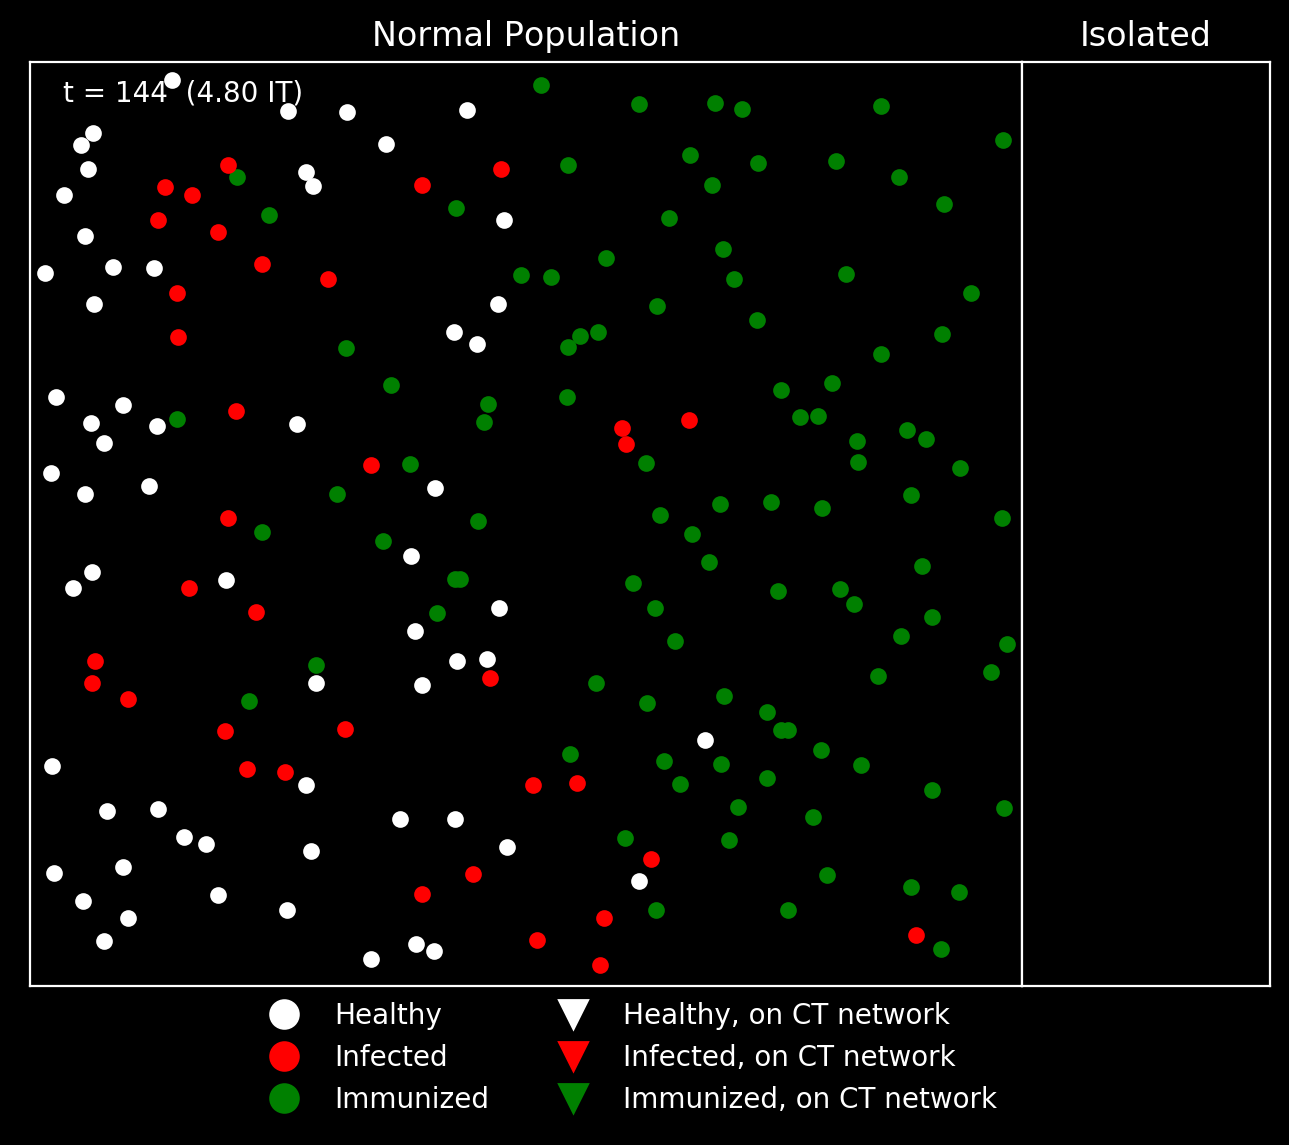 Normal Population
Isolated
t = 144  (4.80 IT)
Healthy
Infected
Immunized
Healthy, on CT network
Infected, on CT network
Immunized, on CT network